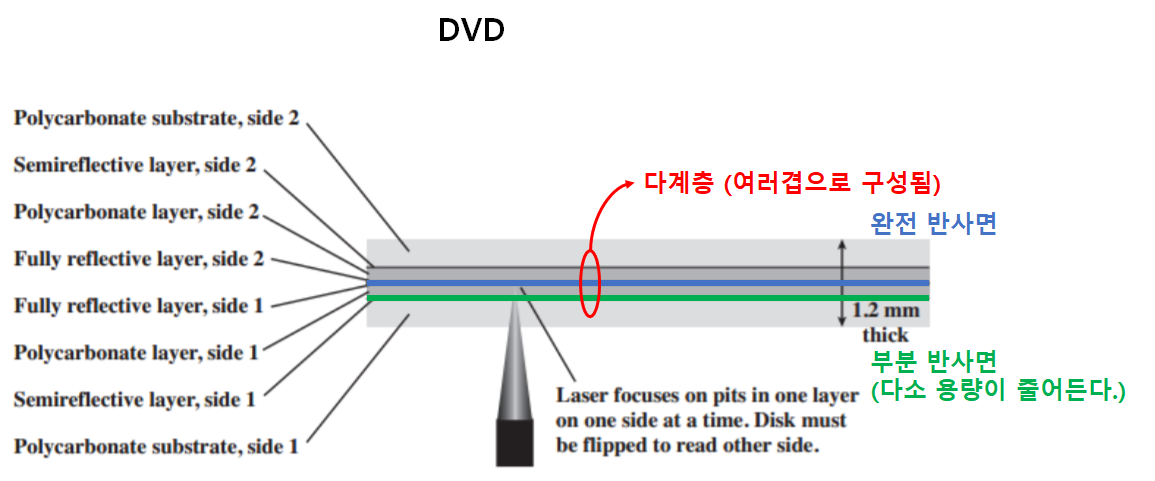 DVD
Polycarbonate substrate, side 2
Semireflective layer, side 2
Polycarbonate layer, side 2
Fully reflective layer, side 2
Fully reflective layer, side 1
Polycarbonate layer, side 1
Semireflective layer, side 1
Polycarbonate substrate, side 1
다계층 (여러겹으로 구성됨)
완전 반사면
1.2 mm
thick
부분 반사면
(다소 용량이 줄어든다.)
Laser focuses on pits in one layer
on one side at a time. Disk must
be flipped to read other side.